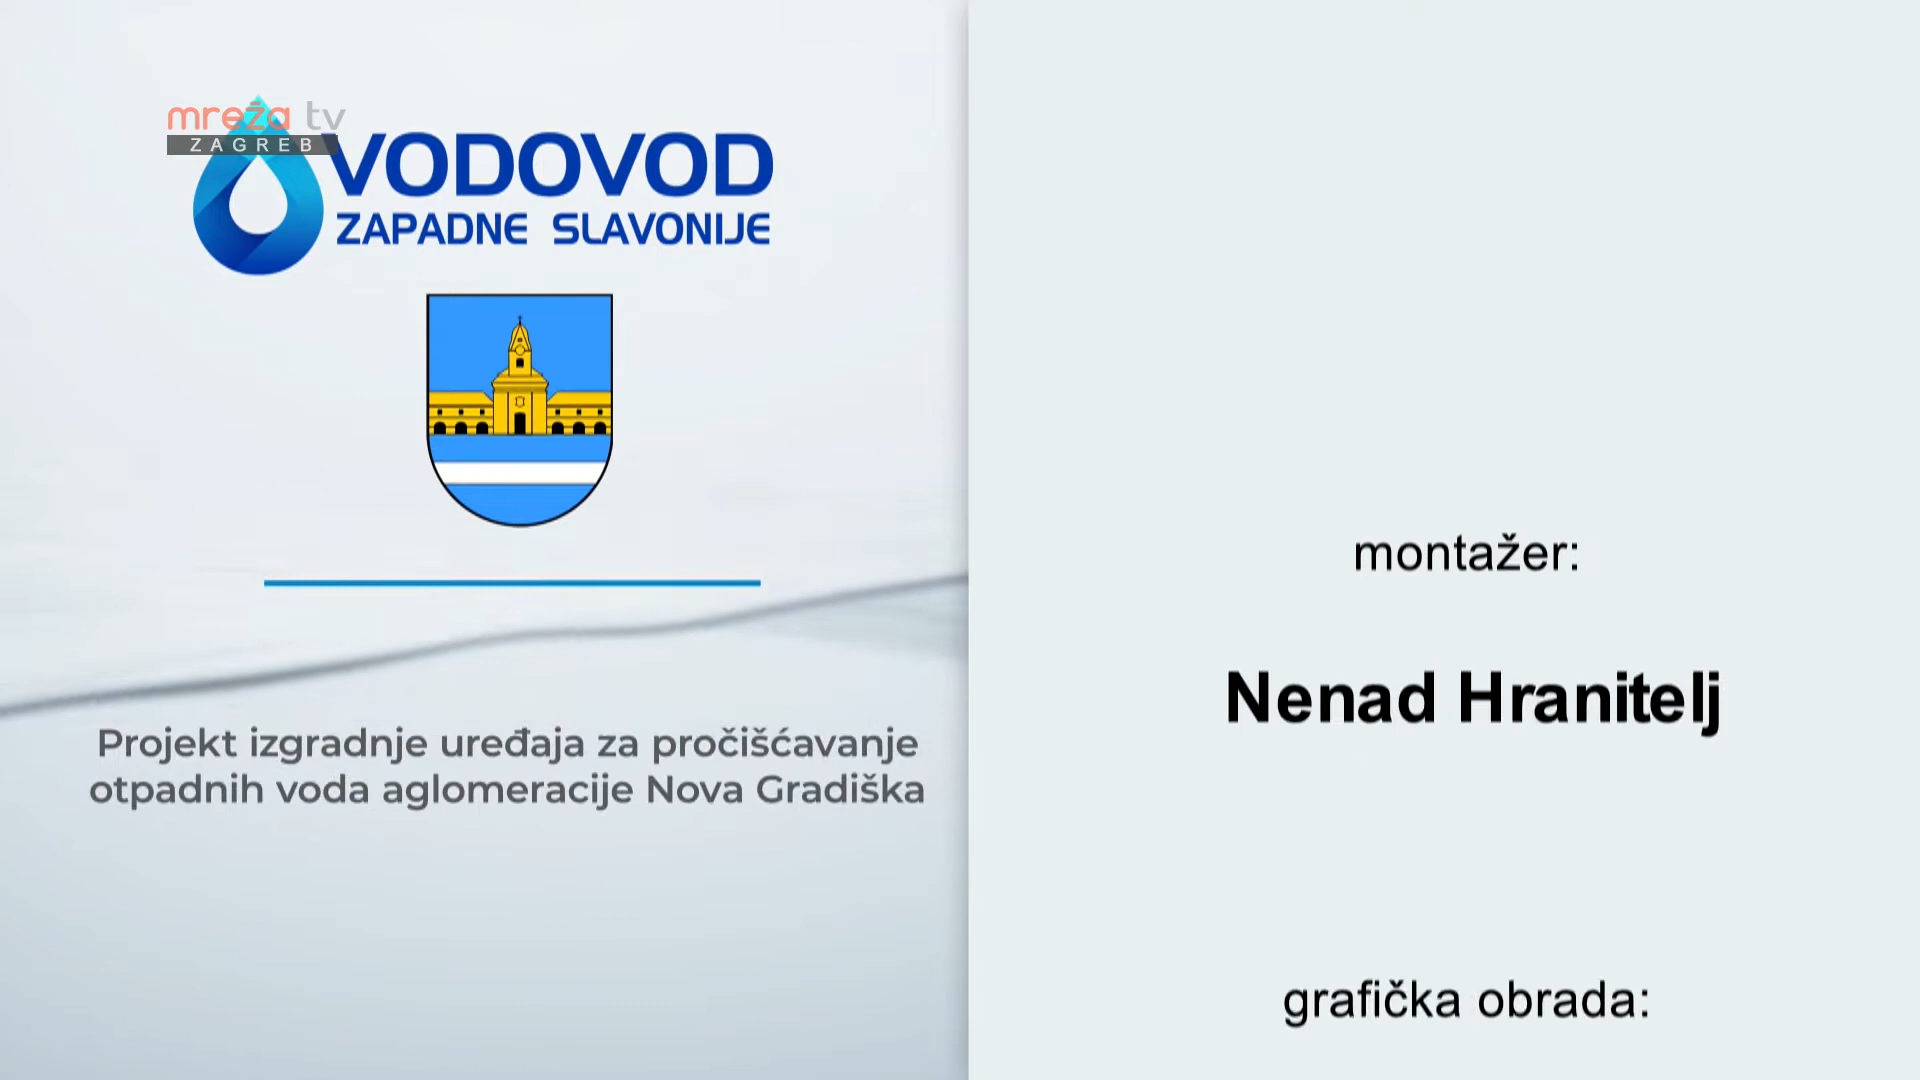 mreža tv
ZAGREB
VODOVOD
ZAPADNE SLAVONIJE
Projekt izgradnje uređaja za pročišćavanje
otpadnih voda aglomeracije Nova Gradiška
montažer:
Nenad Hranitelj
grafička obrada: